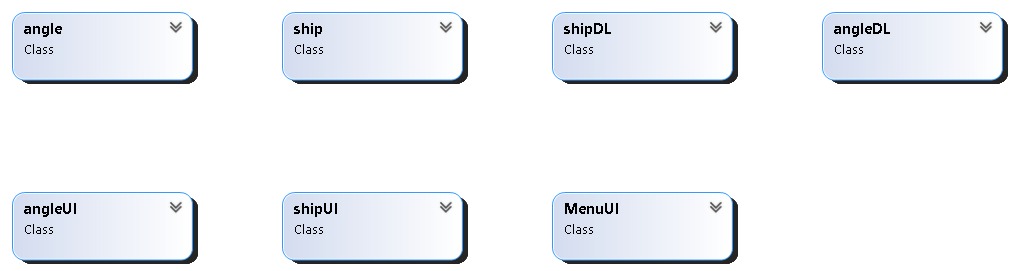 angle
Class
ship
Class
shipDL
Class
angleDL
Class
angleUI
Class
shipUI
Class
MenuUI
Class